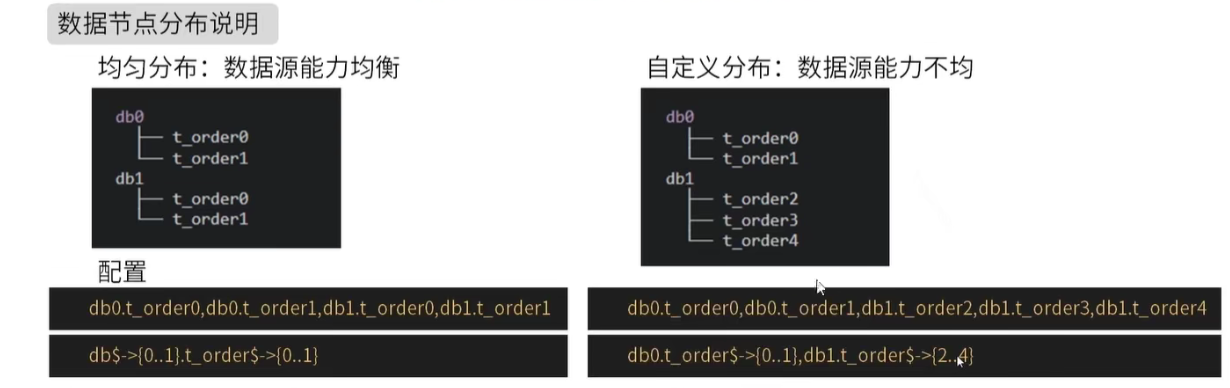 数据节点分布说明
均匀分布：数据源能力均衡
db0
t_order0
t_order1
db1
t_order0
t_order1
配置
db0.t_order0,db0.t_order1,db1.t_order0,db1.t_order1
db$->{0..1}.t_order$->{0..1}
自定义分布：数据源能力不均
db0
t_order0
t_order1
db1
t_order2
t_order3
t_order4
db0.t_order0,db0.t_order1,db1.t_order2,db1.t_order3,db1.t_order4
db0.t_order$->{0..1},db1.t_order$->{2..4}